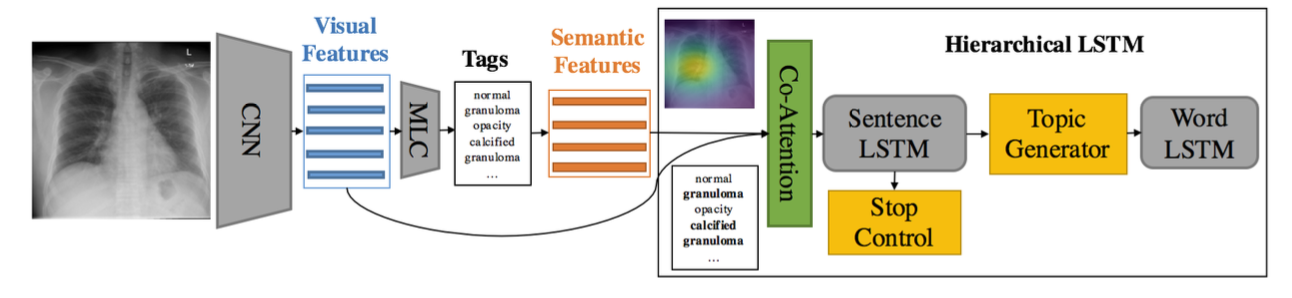 L
CNN
Visual
Features
MLC
Tags
normal
granuloma
opacity
calcified
granuloma
...
Semantic
Features
normal
granuloma
opacity
calcified
granuloma
...
Co-Attention
Hierarchical LSTM
Sentence
LSTM
Stop
Control
Topic
Generator
Word
LSTM